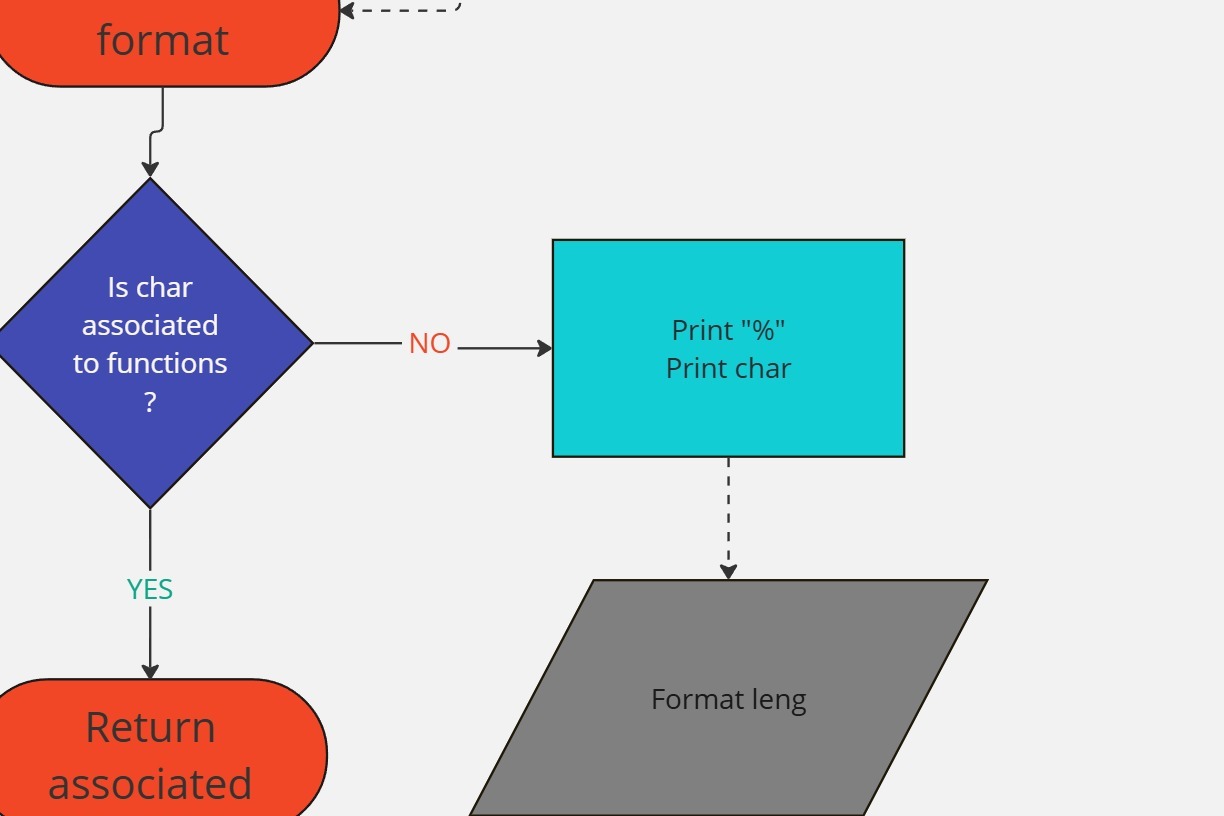 format
Is char
associated
to functions
?
NO
Print "%"
Print char
YES
Format leng
Return
associated